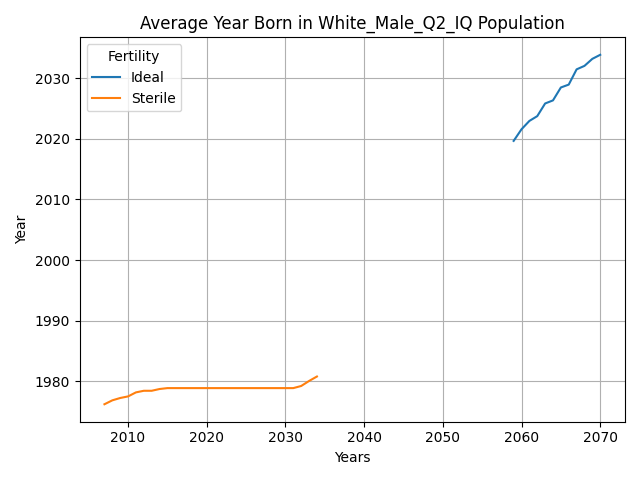 Average Year Born in White_Male_Q2_IQ Population
Fertility
Ideal
Sterile
Year
2030
2020
2010
2000
1990
1980
2010 2020 2030 2040 2050 2060 2070
Years